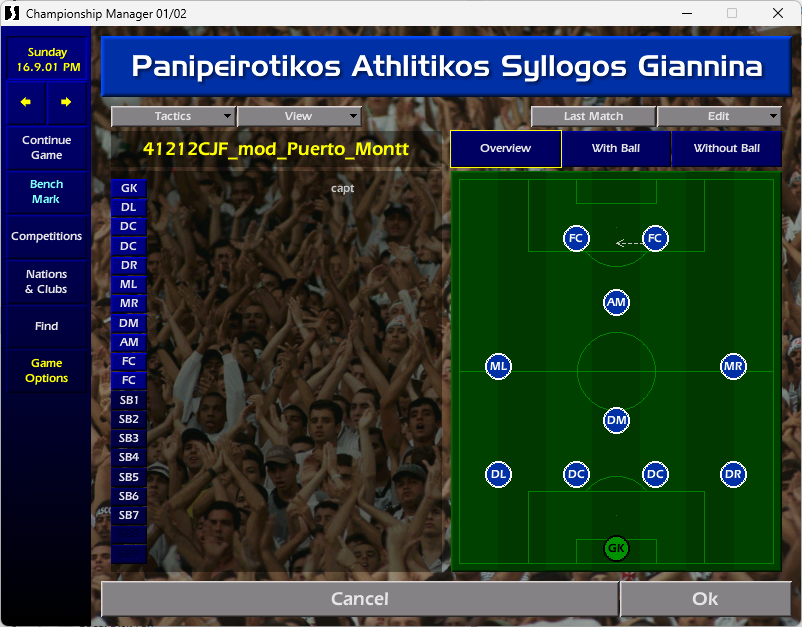 Championship Manager 01/02
Sunday
16.9.01 PM
Panipeirotikos Athlitikos Syllogos Giannina
Continue
Game
Bench
Mark
Competitions
Nations
& Clubs
Find
Game
Options
Tactics
View
Last Match
Edit
41212CJF_mod_Puerto_Montt
Overview
With Ball
Without Ball
GK
capt
DL
DC
DC
DR
ML
MR
DM
AM
FC
FC
SB1
SB2
SB3
SB4
SB5
SB6
SB7
FC
FC
AM
ML
MR
DM
DL
DC
DC
DR
GK
Cancel
Ok